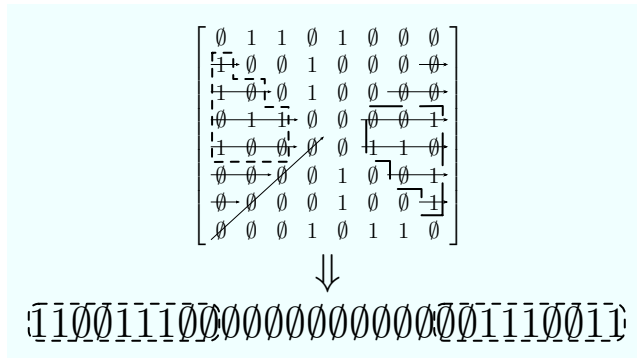 ∅ 1 1 ∅ 1 ∅ ∅ ∅
1 ∅ ∅ 1 ∅ ∅ ∅ ∅
1 ∅ ∅ 1 ∅ ∅ ∅ ∅
∅ 1 1 ∅ ∅ ∅ ∅ 1
1 ∅ ∅ ∅ ∅ 1 1 ∅
∅ ∅ ∅ ∅ 1 ∅ ∅ 1
∅ ∅ ∅ ∅ 1 ∅ ∅ 1
∅ ∅ ∅ 1 ∅ 1 1 ∅
⇓
11∅∅111∅∅∅∅∅∅∅∅∅∅∅∅∅∅111∅∅11